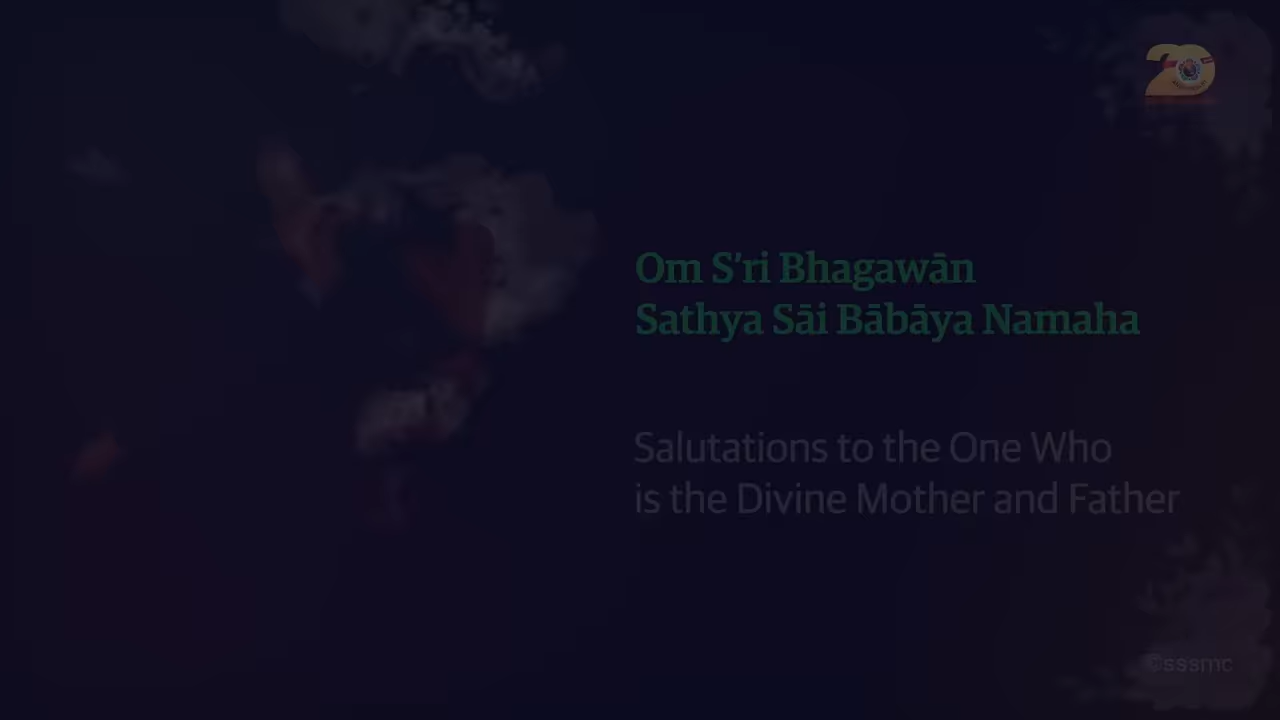 20
Om S'ri Bhagawān
Sathya Sāi Bābāya Namaha
Salutations to the One Who
is the Divine Mother and Father
©sssmc